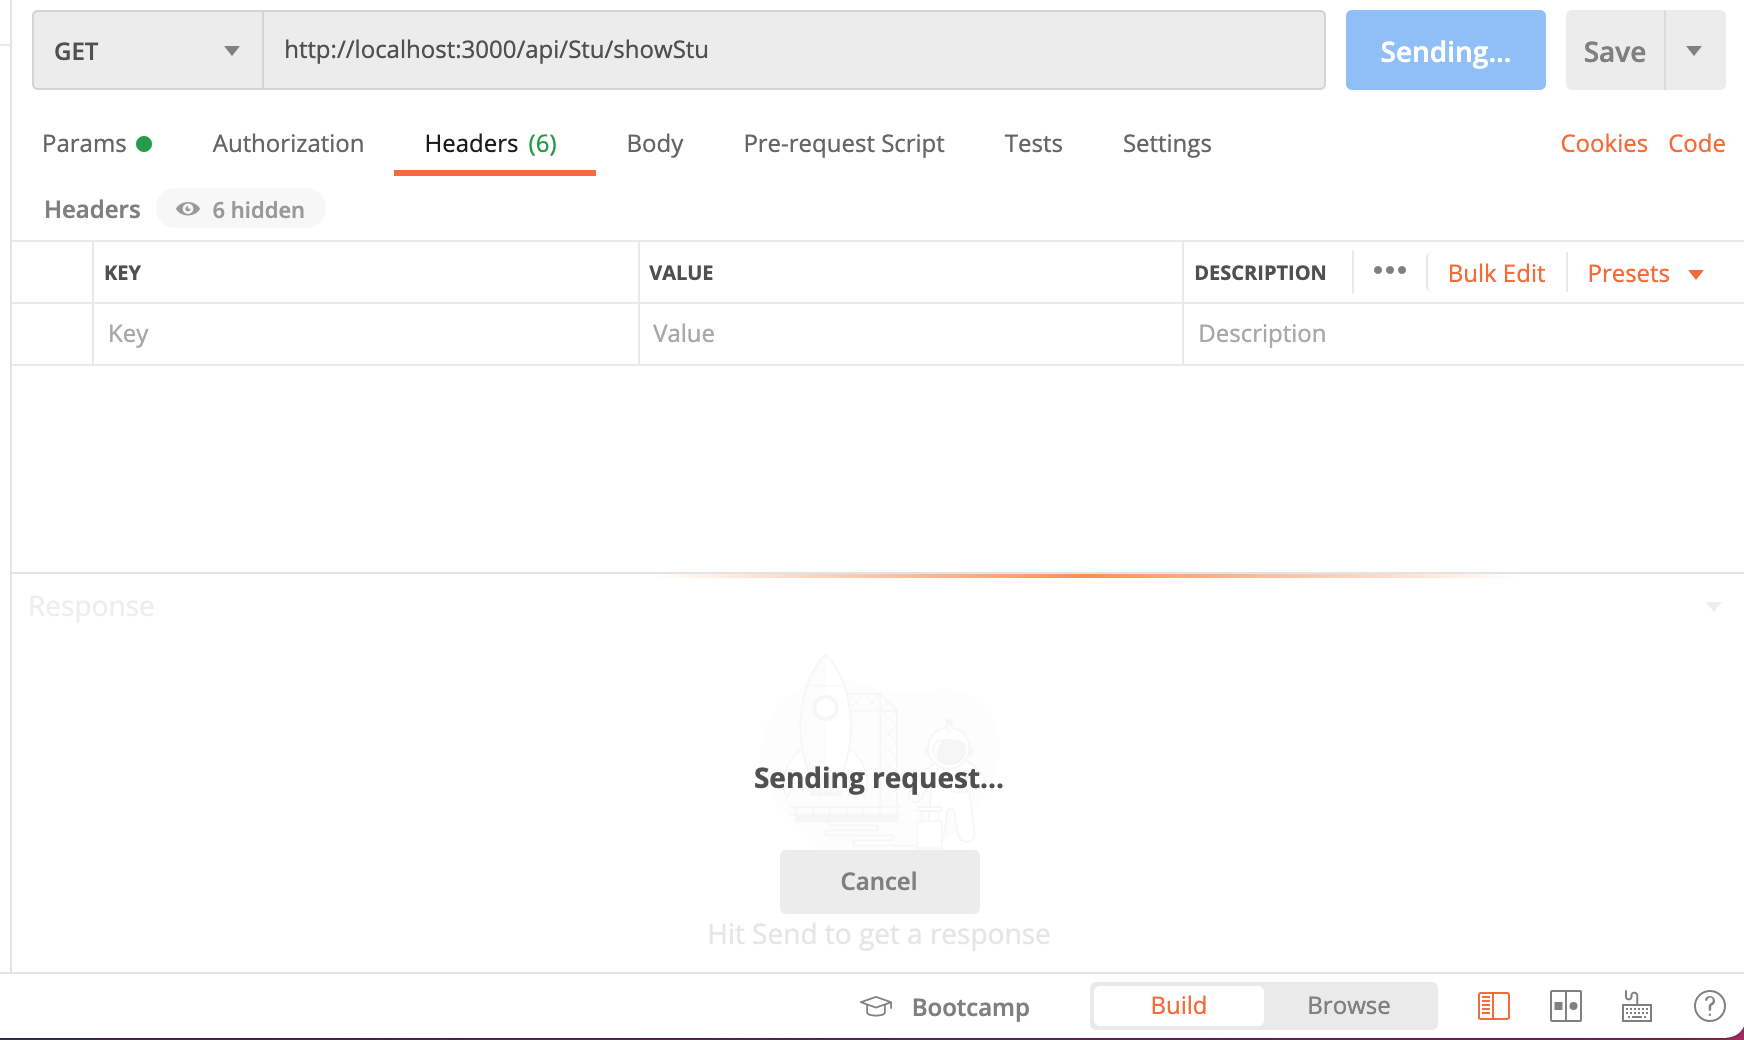 GET http://localhost:3000/api/Stu/showStu Sending... Save
Params Authorization Headers (6) Body Pre-request Script Tests Settings Cookies Code
Headers 6 hidden
KEY VALUE DESCRIPTION ••• Bulk Edit Presets
Key Value Description
Response
Sending request...
Cancel
Hit Send to get a response
Bootcamp Build Browse